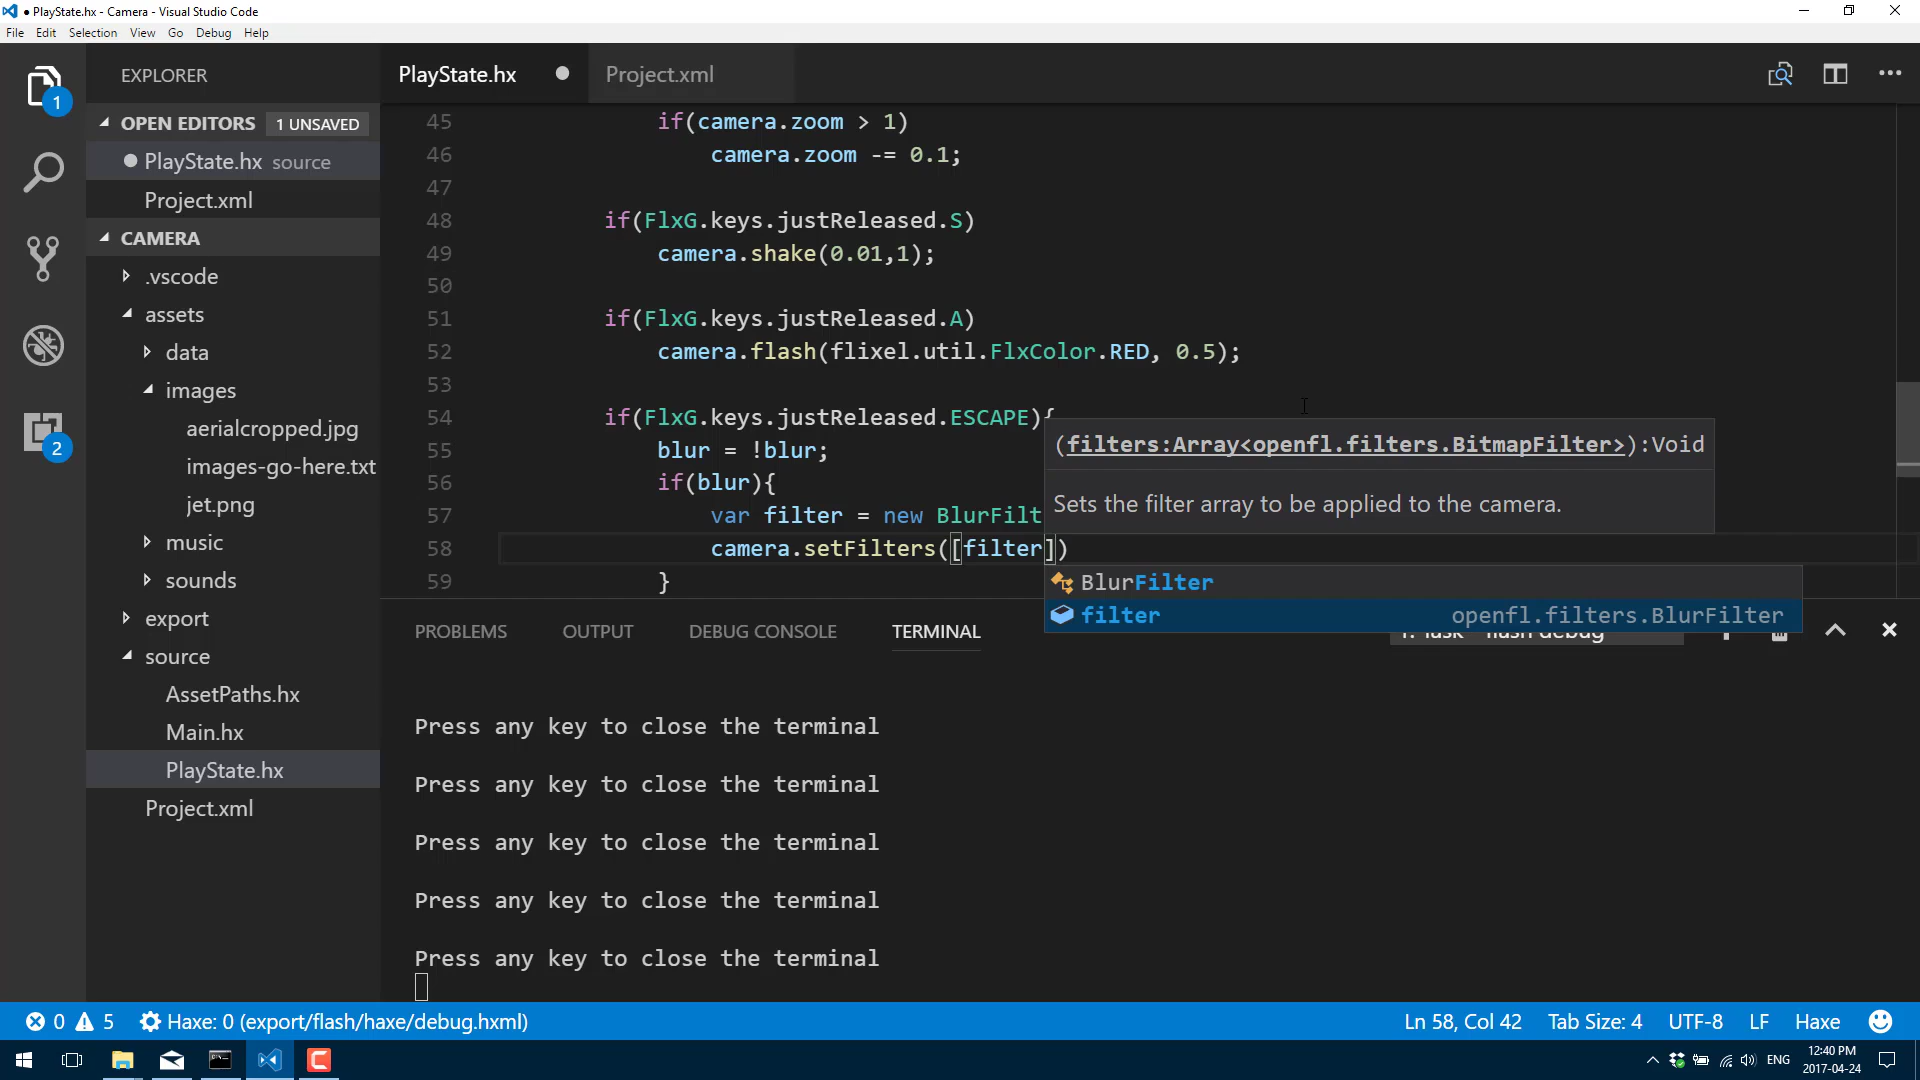 ● PlayState.hx - Camera - Visual Studio Code
File Edit Selection View Go Debug Help
EXPLORER
1
OPEN EDITORS 1 UNSAVED
PlayState.hx source
Project.xml
CAMERA
.vscode
assets
data
images
aerialcropped.jpg
images-go-here.txt
jet.png
music
sounds
export
source
AssetPaths.hx
Main.hx
PlayState.hx
Project.xml
2
PlayState.hx Project.xml
45 if(camera.zoom > 1)
46 camera.zoom -= 0.1;
47
48 if(FlxG.keys.justReleased.S)
49 camera.shake(0.01,1);
50
51 if(FlxG.keys.justReleased.A)
52 camera.flash(flixel.util.FlxColor.RED, 0.5);
53
54 if(FlxG.keys.justReleased.ESCAPE){
55 blur = !blur;
56 if(blur){
57 var filter = new BlurFilt
58 camera.setFilters([filter])
59 }
(filters:Array<openfl.filters.BitmapFilter>):Void
Sets the filter array to be applied to the camera.
BlurFilter
filter openfl.filters.BlurFilter
PROBLEMS OUTPUT DEBUG CONSOLE TERMINAL
Press any key to close the terminal
Press any key to close the terminal
Press any key to close the terminal
Press any key to close the terminal
Press any key to close the terminal
0 5 Haxe: 0 (export/flash/haxe/debug.hxml) Ln 58, Col 42 Tab Size: 4 UTF-8 LF Haxe
ENG 12:40 PM
2017-04-24